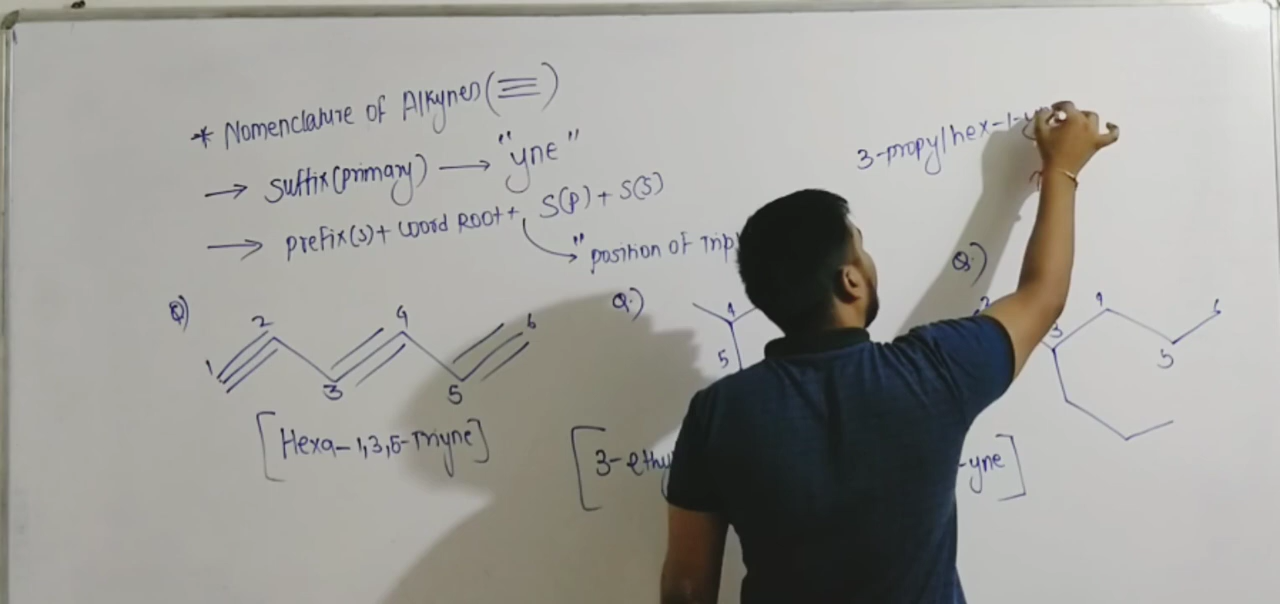 * Nomenclature of Alkynes (≡)
→ suffix (primary) → "yne"
→ prefix(s) + word Root + S(p) + S(S)
"position of Trip
3-propylhex-1-y
Q)
1 2 3 4 5 6
[Hexa-1,3,5-Triyne]
Q.)
4
5
[3-ethy
-yne]
Q.)
2 3 4 5 6